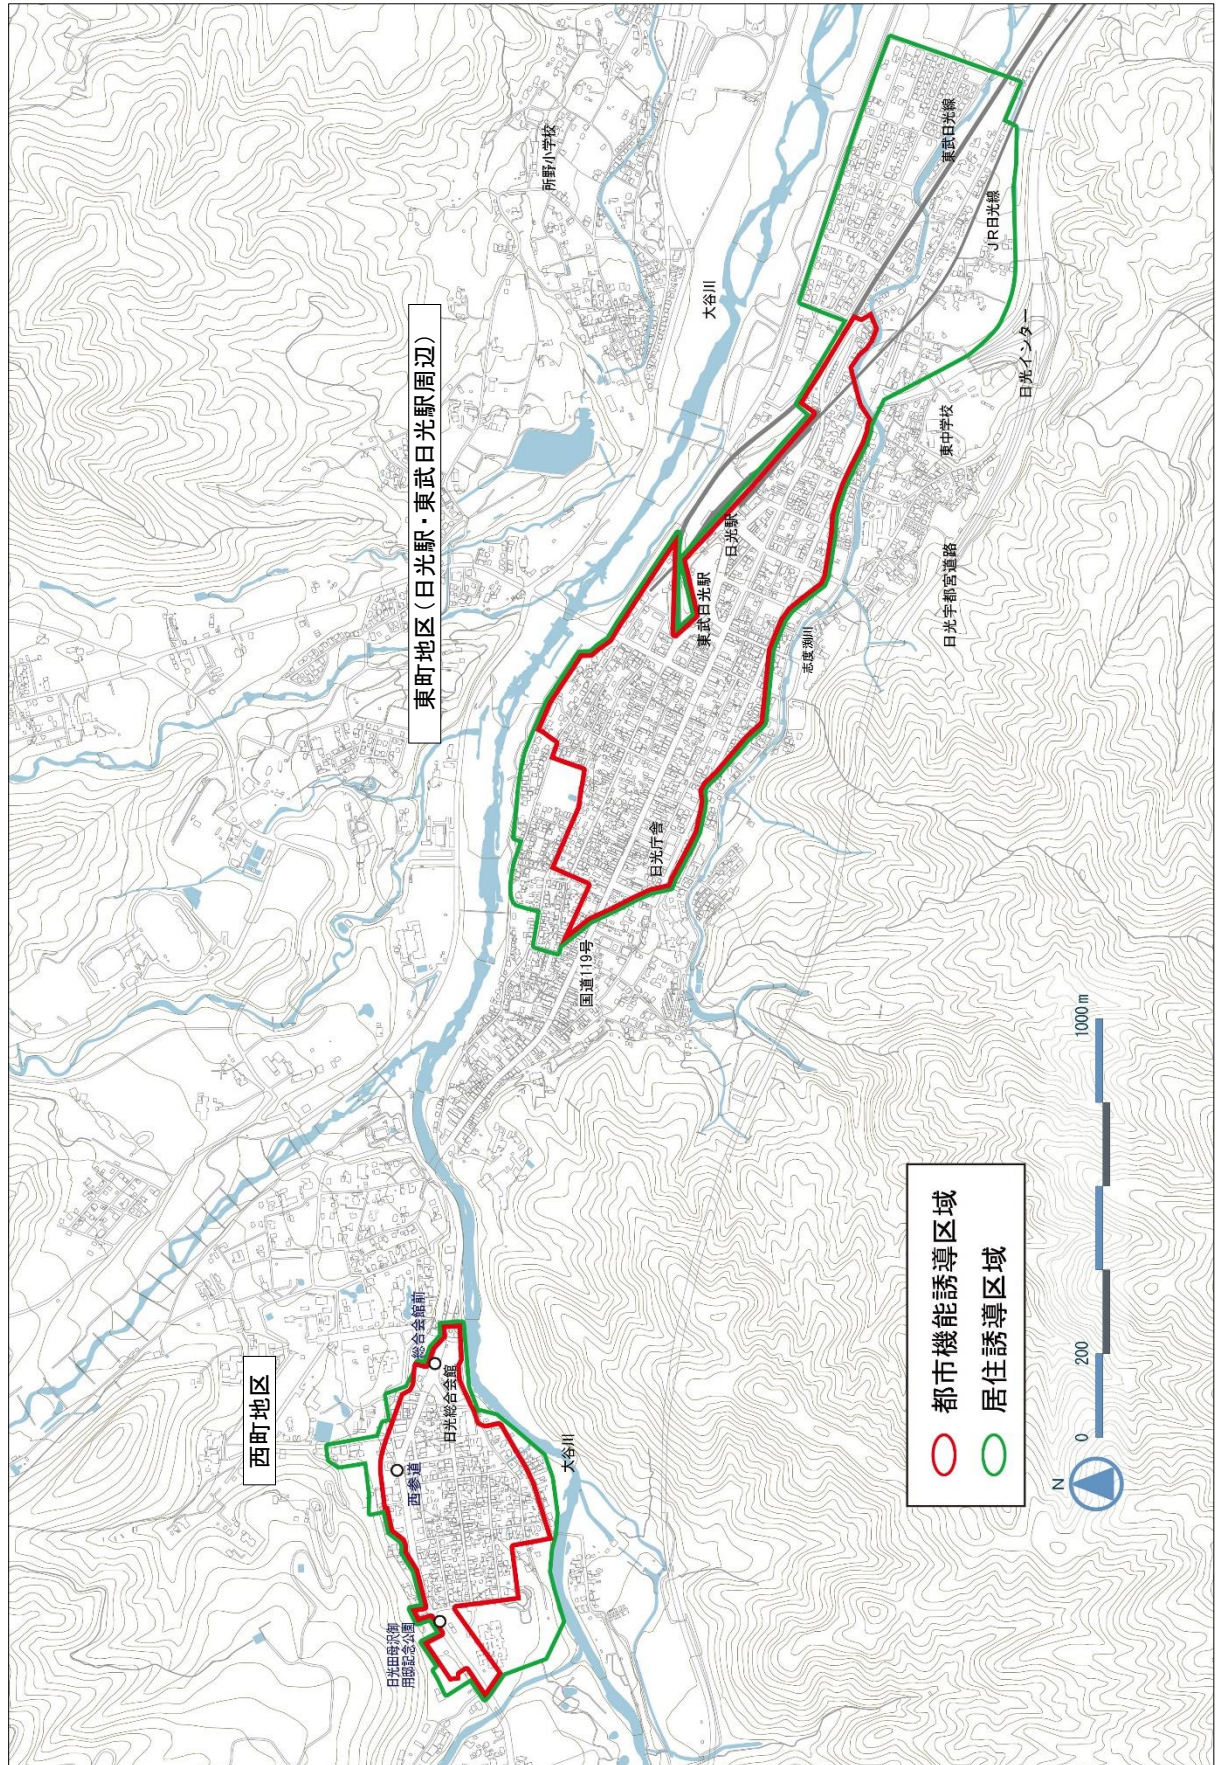 西町地区
東町地区（日光駅・東武日光駅周辺）
所野小学校
大谷川
総合会館前
日光総合会館
西参道
日光田母沢御
用邸記念公園
大谷川
国道119号
日光庁舎
東武日光駅
日光駅
志度渕川
日光宇都宮道路
東中学校
日光インター
JR日光線
東武日光線
都市機能誘導区域
居住誘導区域
N
0
200
1000m